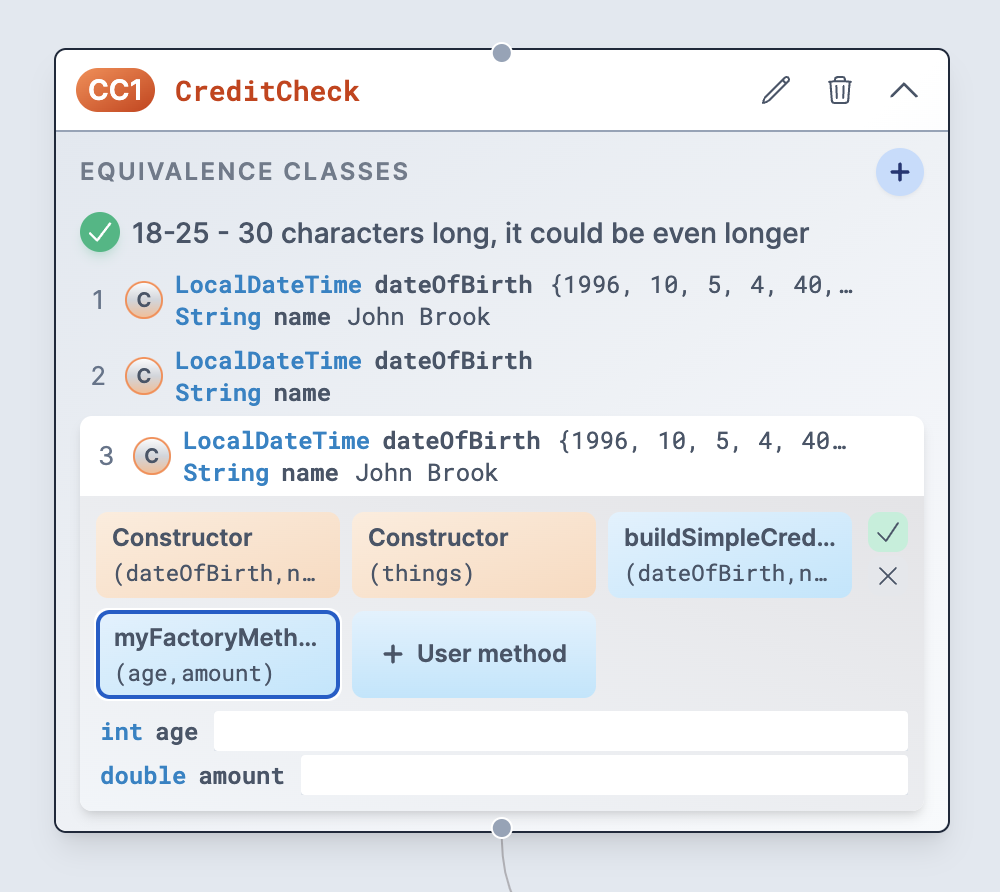 CC1 CreditCheck
EQUIVALENCE CLASSES
18-25 - 30 characters long, it could be even longer
1 C LocalDateTime dateOfBirth {1996, 10, 5, 4, 40,…
String name John Brook
2 C LocalDateTime dateOfBirth
String name
3 C LocalDateTime dateOfBirth {1996, 10, 5, 4, 40…
String name John Brook
Constructor
(dateOfBirth,n…
Constructor
(things)
buildSimpleCred…
(dateOfBirth,n…
myFactoryMeth…
(age,amount)
+ User method
int age
double amount